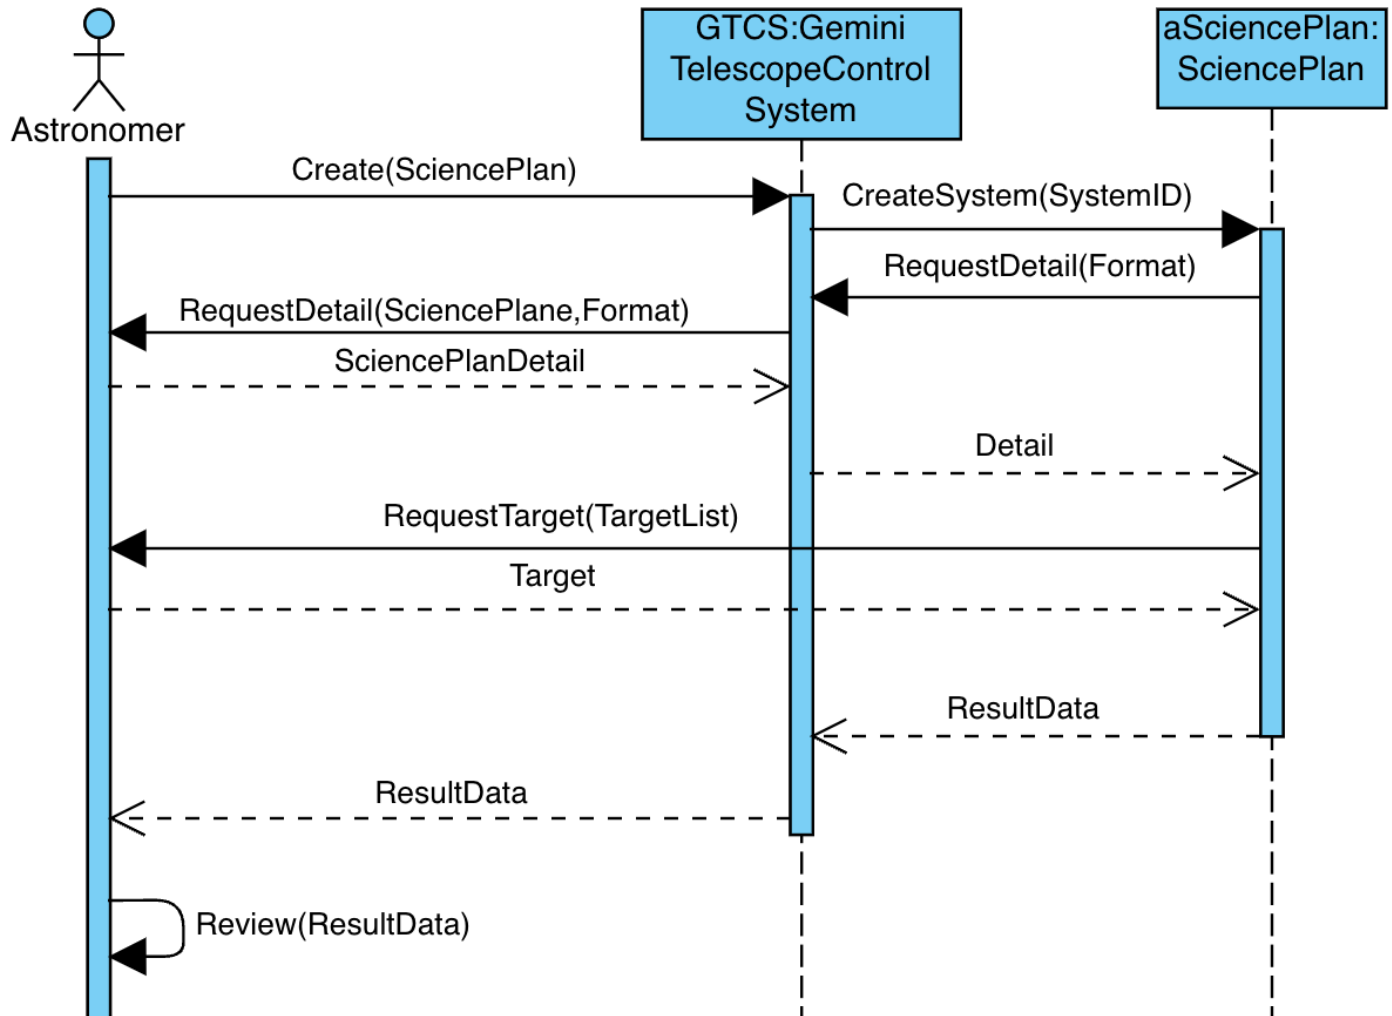 Astronomer
GTCS:Gemini
TelescopeControl
System
aSciencePlan:
SciencePlan
Create(SciencePlan)
CreateSystem(SystemID)
RequestDetail(Format)
RequestDetail(SciencePlane,Format)
SciencePlanDetail
Detail
RequestTarget(TargetList)
Target
ResultData
ResultData
Review(ResultData)